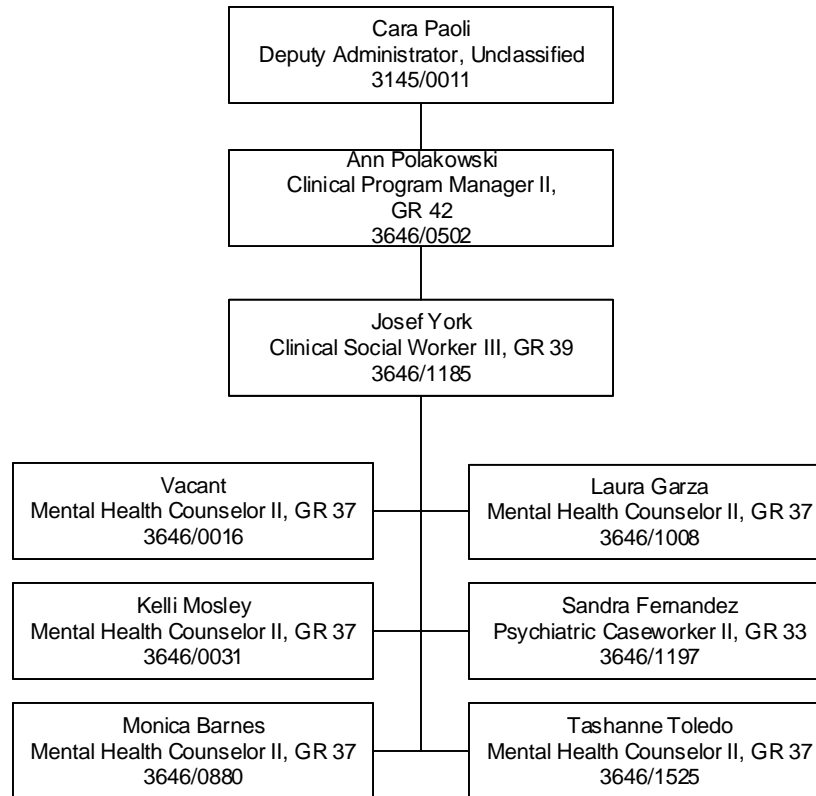 Cara Paoli
Deputy Administrator, Unclassified
3145/0011
Ann Polakowski
Clinical Program Manager II,
GR 42
3646/0502
Josef York
Clinical Social Worker III, GR 39
3646/1185
Vacant
Mental Health Counselor II, GR 37
3646/0016
Laura Garza
Mental Health Counselor II, GR 37
3646/1008
Kelli Mosley
Mental Health Counselor II, GR 37
3646/0031
Sandra Fernandez
Psychiatric Caseworker II, GR 33
3646/1197
Monica Barnes
Mental Health Counselor II, GR 37
3646/0880
Tashanne Toledo
Mental Health Counselor II, GR 37
3646/1525